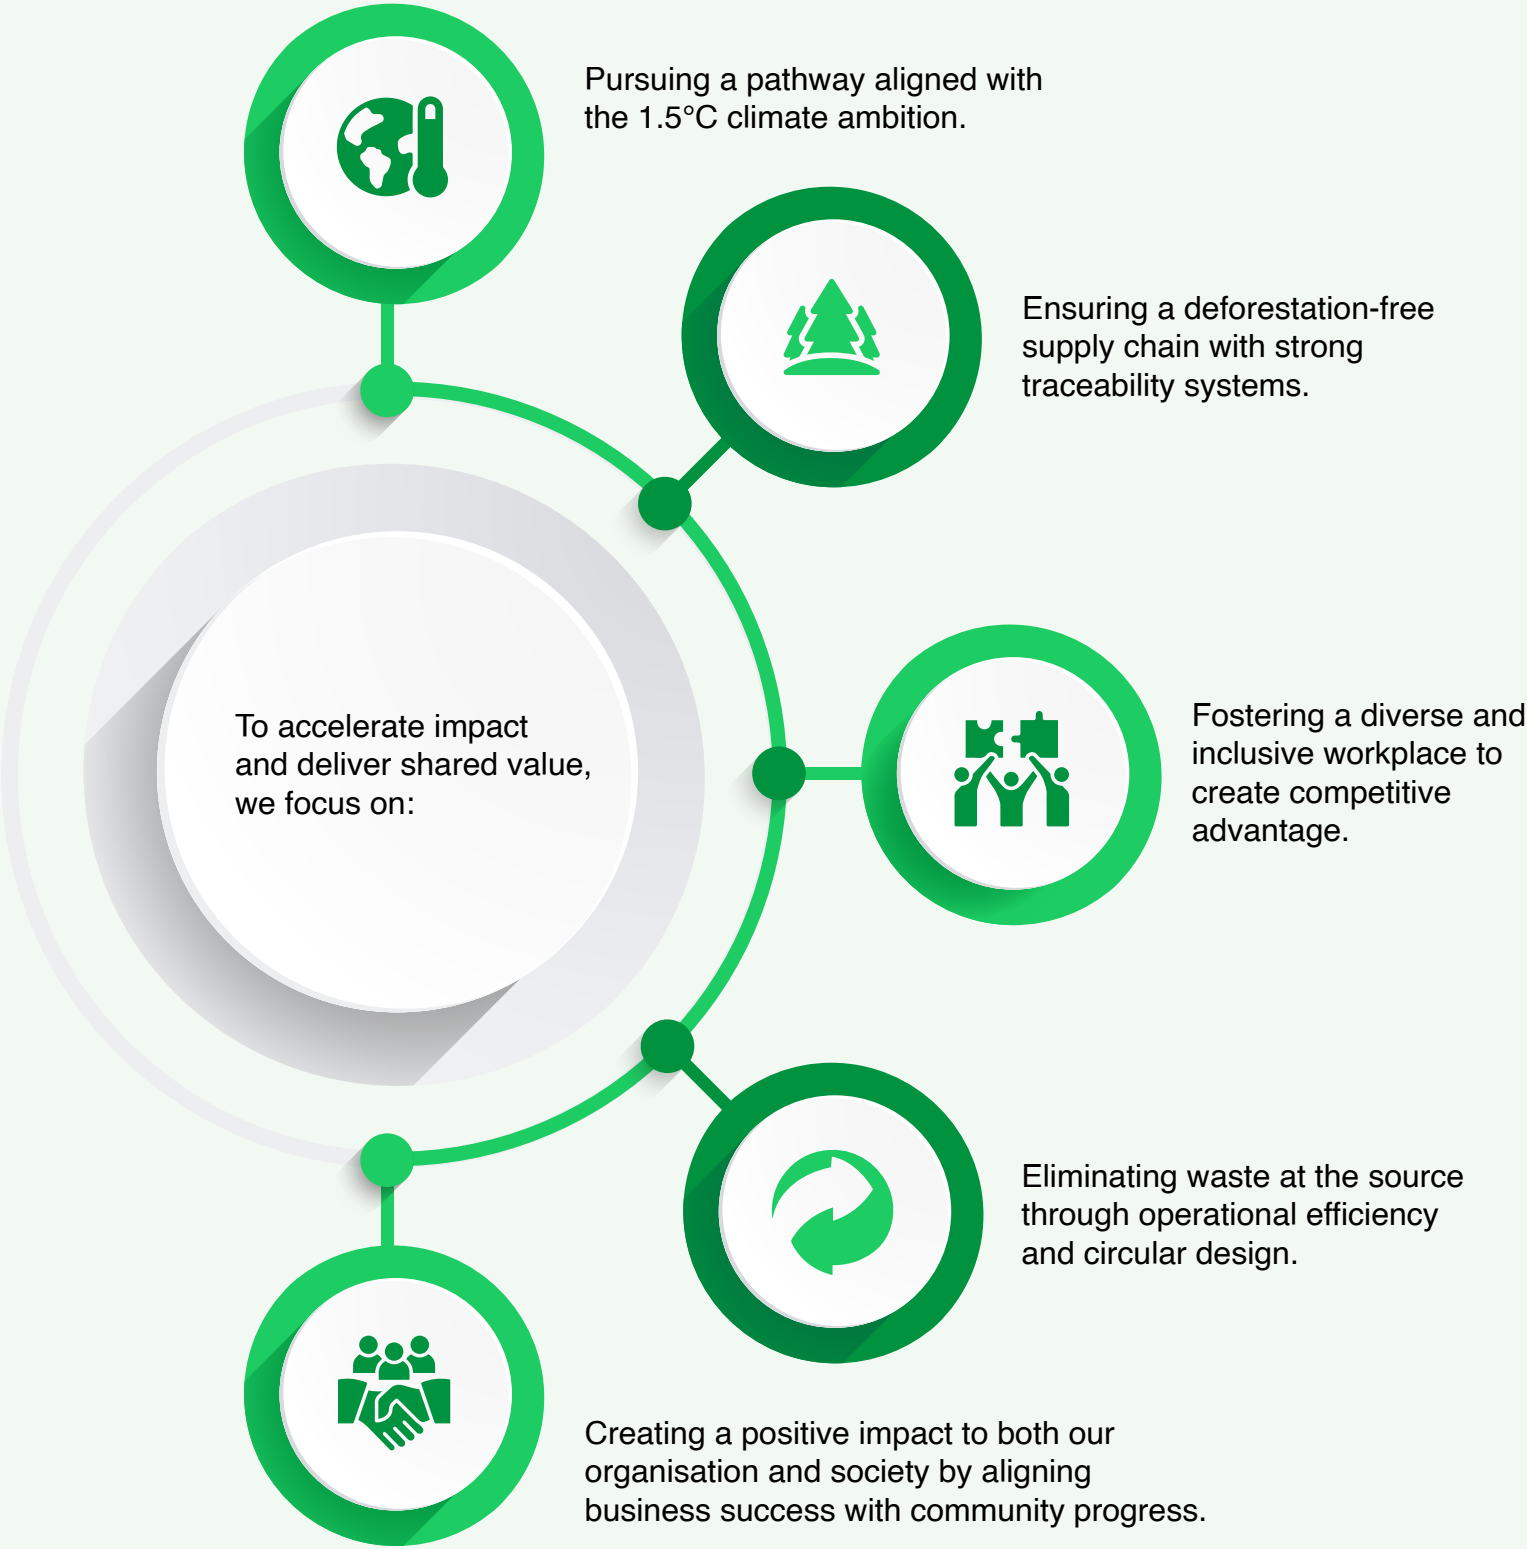 Pursuing a pathway aligned with
the 1.5°C climate ambition.
Ensuring a deforestation-free
supply chain with strong
traceability systems.
To accelerate impact
and deliver shared value,
we focus on:
Fostering a diverse and
inclusive workplace to
create competitive
advantage.
Eliminating waste at the source
through operational efficiency
and circular design.
Creating a positive impact to both our
organisation and society by aligning
business success with community progress.